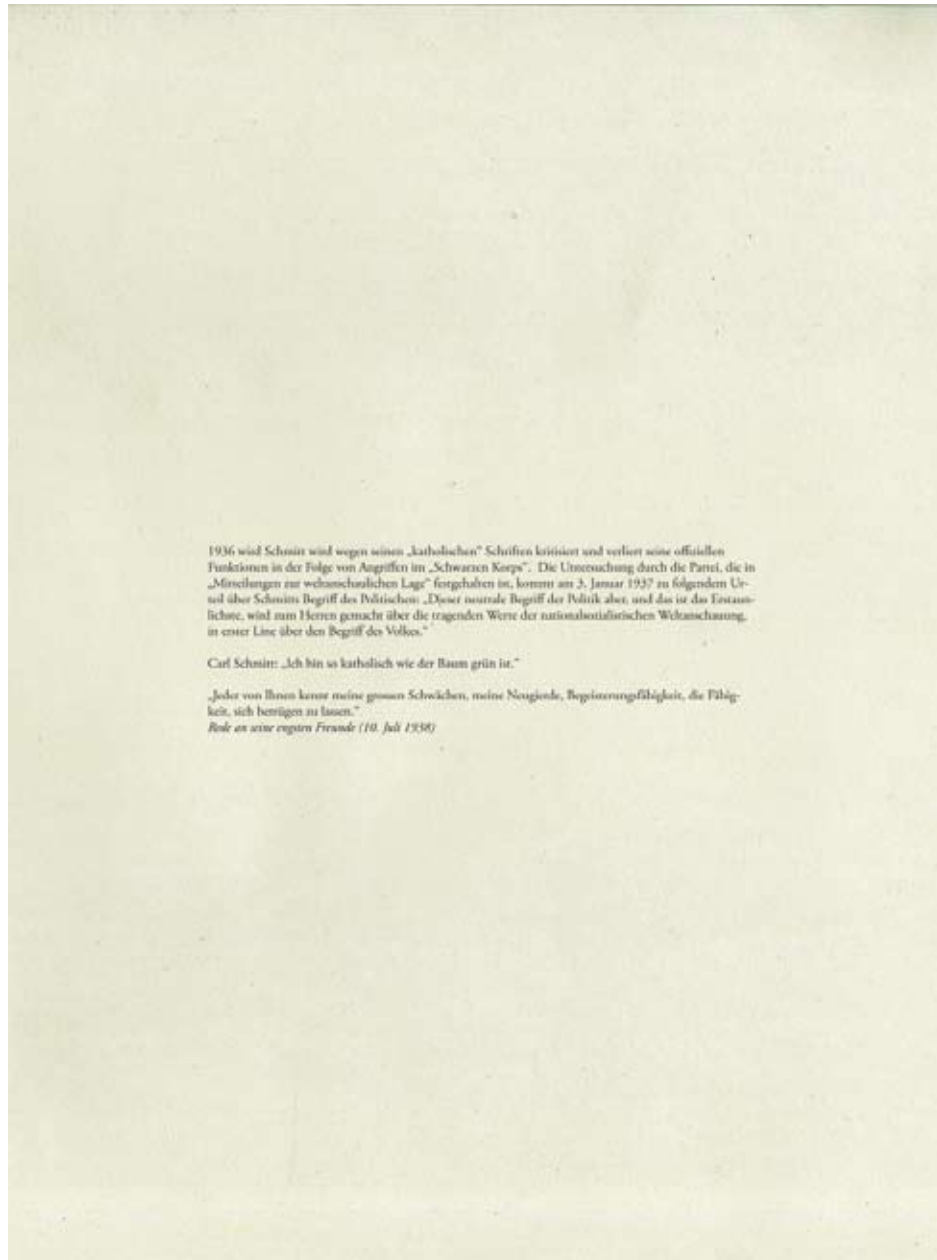 1936 wird Schmitt wird wegen seinen „katholischen“ Schriften kritisiert und verliert seine offiziellen
Funktionen in der Folge von Angriffen im „Schwarzen Korps“. Die Untersuchung durch die Partei, die in
„Mitteilungen zur weltanschaulichen Lage“ festgehalten ist, kommt am 3. Januar 1937 zu folgendem Ur-
teil über Schmitts Begriff des Politischen: „Dieser neutrale Begriff der Politik aber, und das ist das Erstaun-
lichste, wird zum Herren gemacht über die tragenden Werte der nationalsozialistischen Weltanschauung,
in erster Line über den Begriff des Volkes.“
Carl Schmitt: „Ich bin so katholisch wie der Baum grün ist.“
„Jeder von Ihnen kennt meine grossen Schwächen, meine Neugierde, Begeisterungsfähigkeit, die Fähig-
keit, sich betrügen zu lassen.“
Rede an seine engsten Freunde (10. Juli 1938)